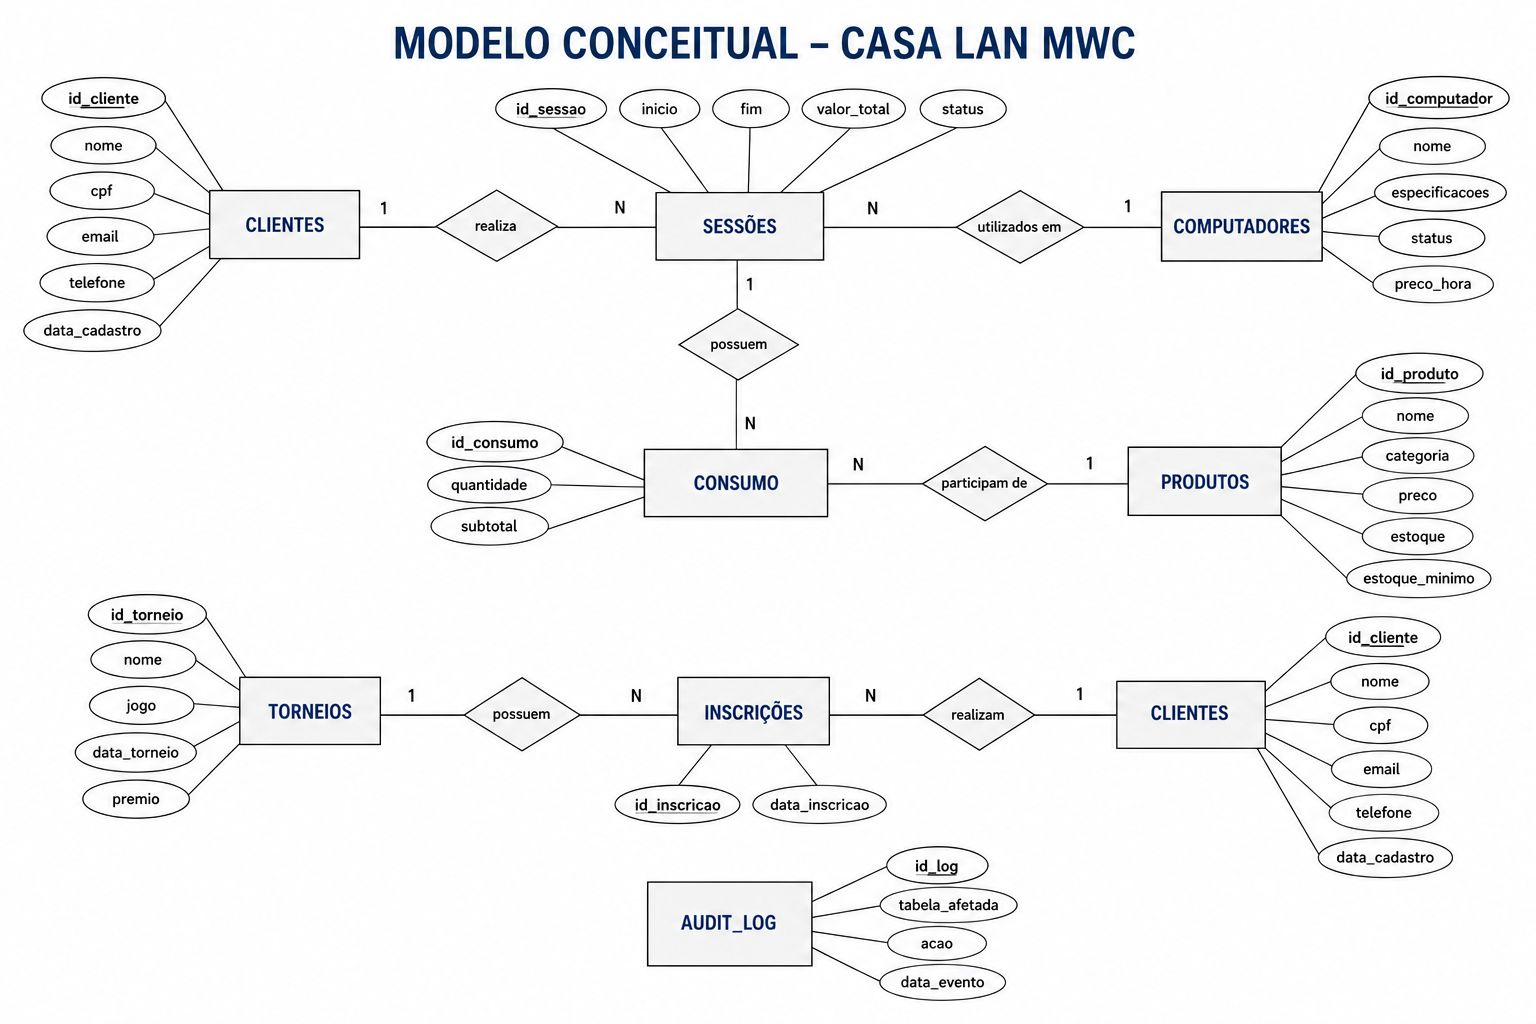 MODELO CONCEITUAL – CASA LAN MWC
id_cliente
nome
cpf
email
telefone
data_cadastro
CLIENTES
1
realiza
N
id_sessao
inicio
fim
valor_total
status
SESSÕES
N
utilizados em
1
COMPUTADORES
id_computador
nome
especificacoes
status
preco_hora
1
possuem
N
id_consumo
quantidade
subtotal
CONSUMO
N
participam de
1
PRODUTOS
id_produto
nome
categoria
preco
estoque
estoque_minimo
id_torneio
nome
jogo
data_torneio
premio
TORNEIOS
1
possuem
N
INSCRIÇÕES
id_inscricao
data_inscricao
N
realizam
1
CLIENTES
id_cliente
nome
cpf
email
telefone
data_cadastro
AUDIT_LOG
id_log
tabela_afetada
acao
data_evento